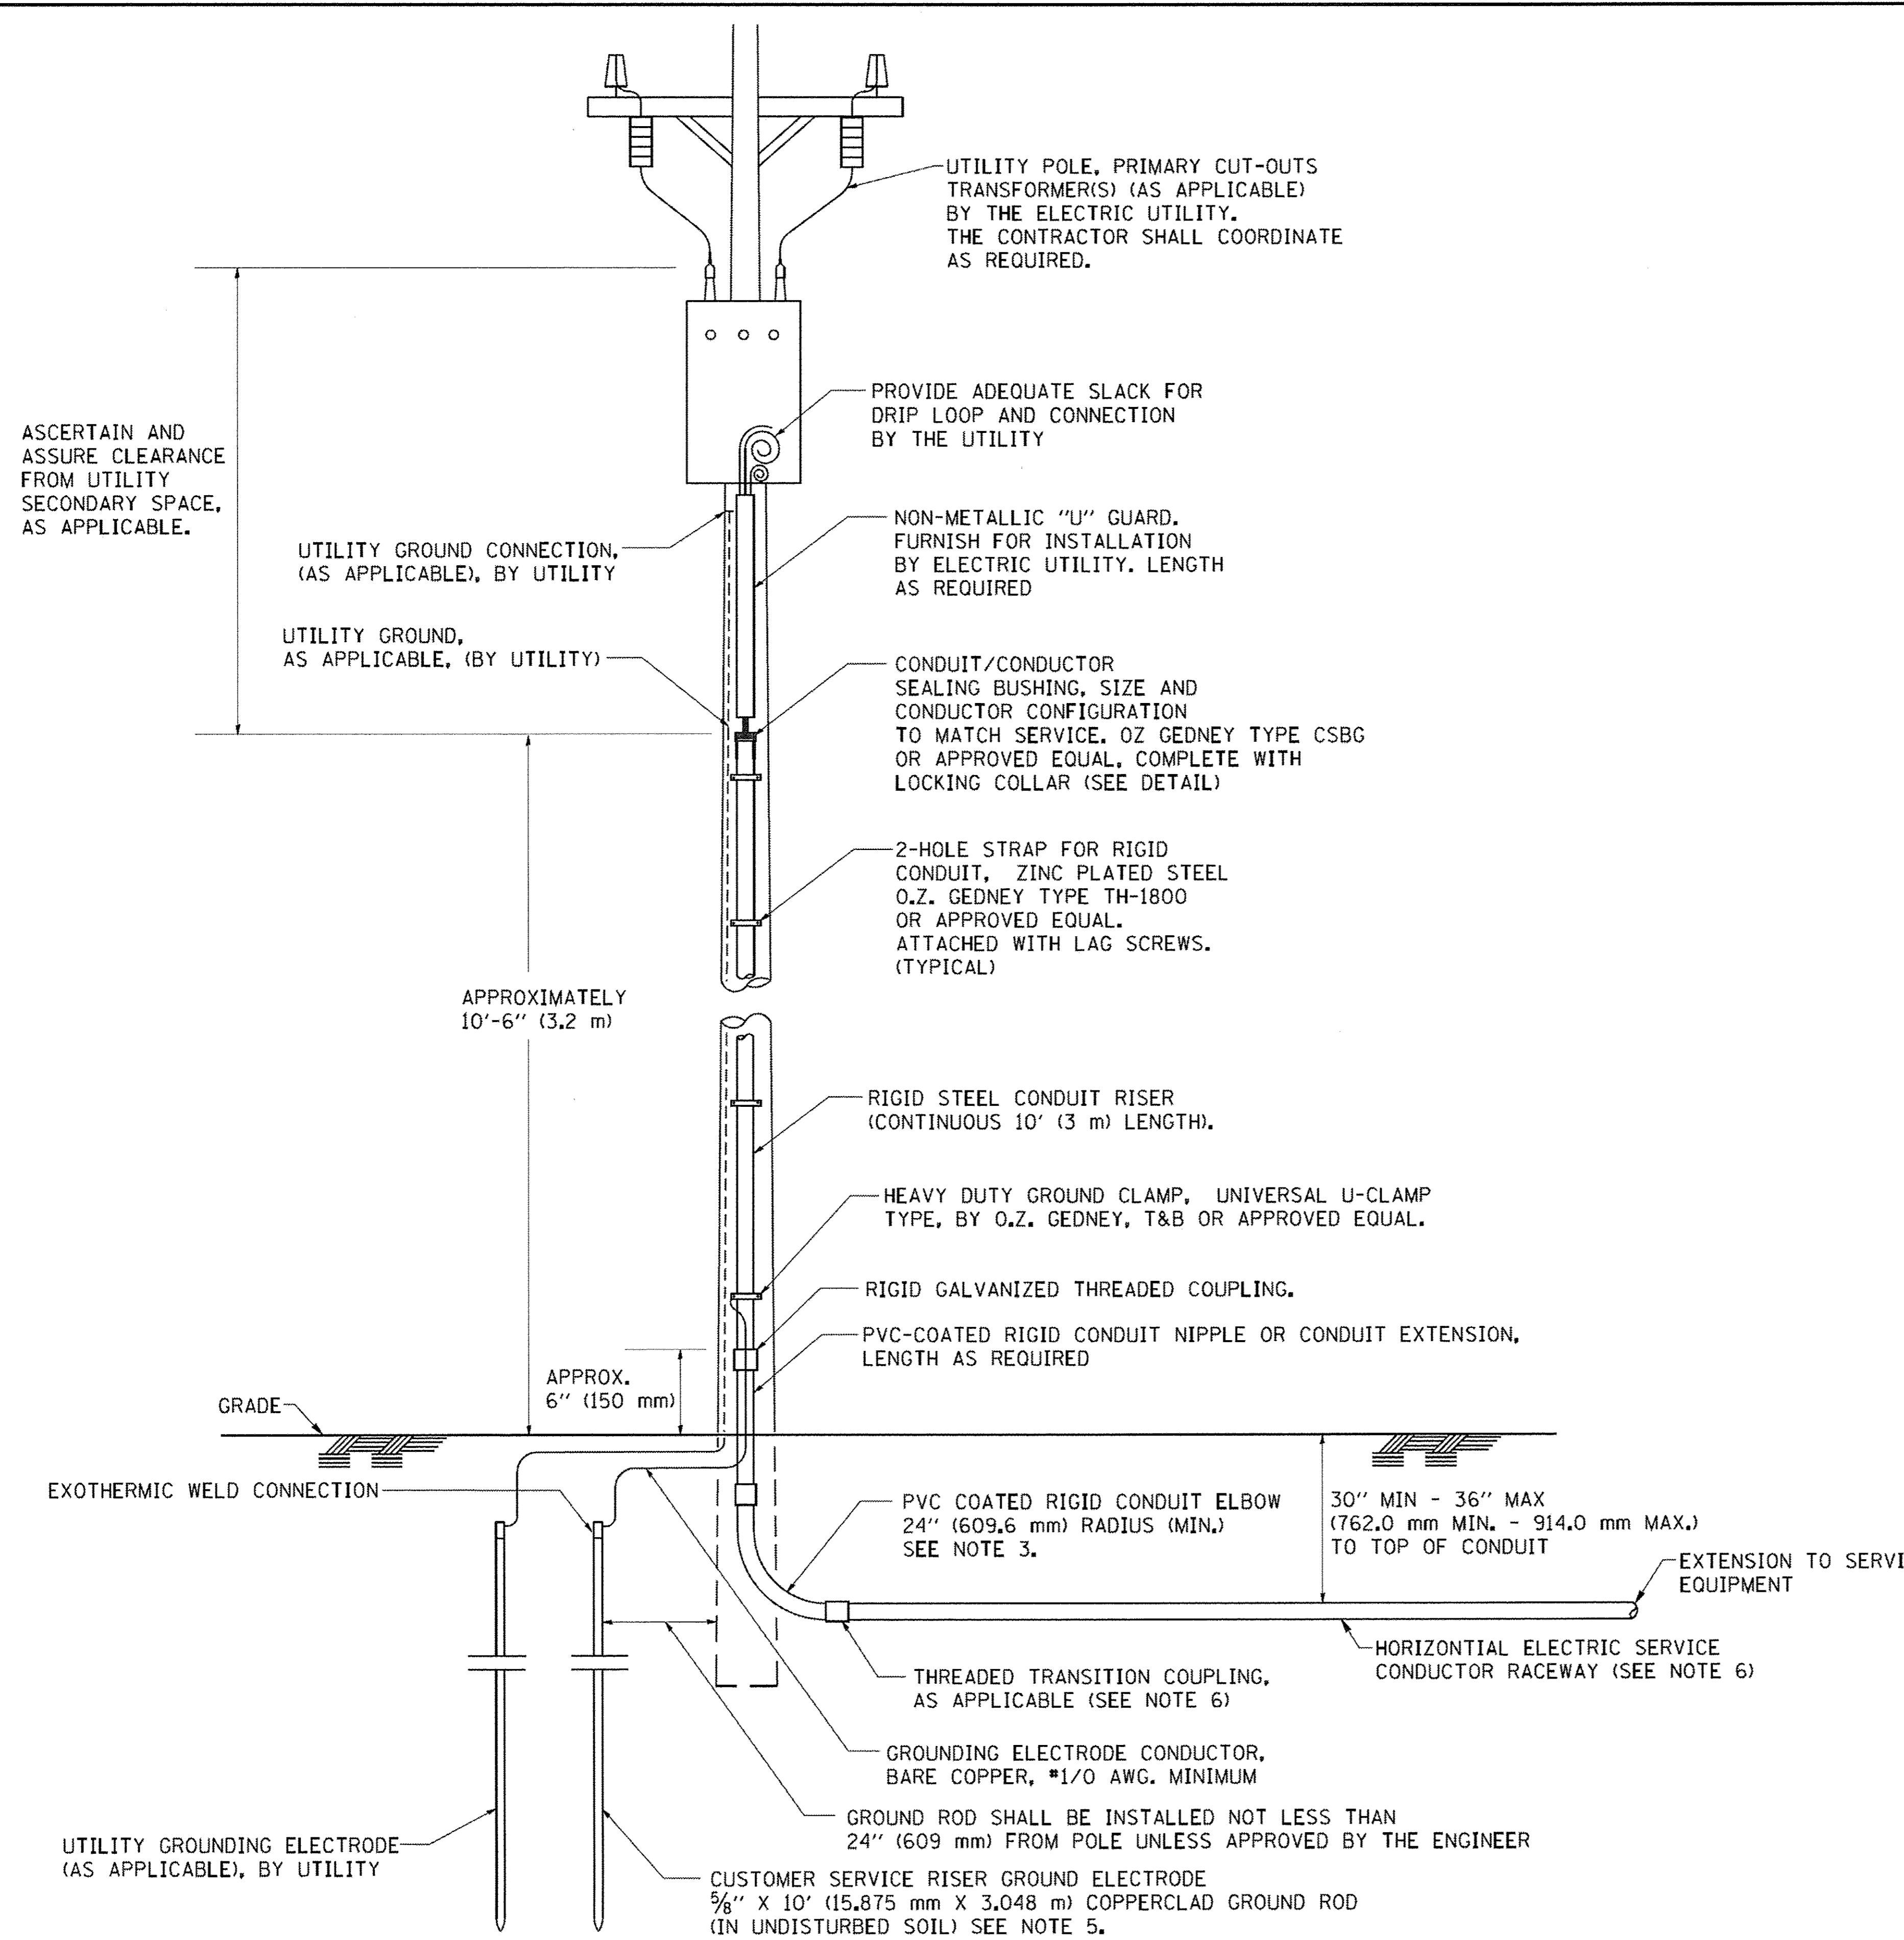 UTILITY POLE, PRIMARY CUT-OUTS
TRANSFORMER(S) (AS APPLICABLE)
BY THE ELECTRIC UTILITY.
THE CONTRACTOR SHALL COORDINATE
AS REQUIRED.
PROVIDE ADEQUATE SLACK FOR
DRIP LOOP AND CONNECTION
BY THE UTILITY
ASCERTAIN AND
ASSURE CLEARANCE
FROM UTILITY
SECONDARY SPACE,
AS APPLICABLE.
NON-METALLIC "U" GUARD.
FURNISH FOR INSTALLATION
BY ELECTRIC UTILITY. LENGTH
AS REQUIRED
UTILITY GROUND CONNECTION,
(AS APPLICABLE), BY UTILITY
UTILITY GROUND,
AS APPLICABLE, (BY UTILITY)
CONDUIT/CONDUCTOR
SEALING BUSHING, SIZE AND
CONDUCTOR CONFIGURATION
TO MATCH SERVICE. OZ GEDNEY TYPE CSBG
OR APPROVED EQUAL, COMPLETE WITH
LOCKING COLLAR (SEE DETAIL)
2-HOLE STRAP FOR RIGID
CONDUIT, ZINC PLATED STEEL
O.Z. GEDNEY TYPE TH-1800
OR APPROVED EQUAL.
ATTACHED WITH LAG SCREWS.
(TYPICAL)
APPROXIMATELY
10'-6" (3.2 m)
RIGID STEEL CONDUIT RISER
(CONTINUOUS 10' (3 m) LENGTH).
HEAVY DUTY GROUND CLAMP, UNIVERSAL U-CLAMP
TYPE, BY O.Z. GEDNEY, T&B OR APPROVED EQUAL.
RIGID GALVANIZED THREADED COUPLING.
PVC-COATED RIGID CONDUIT NIPPLE OR CONDUIT EXTENSION,
LENGTH AS REQUIRED
APPROX.
6" (150 mm)
GRADE
EXOTHERMIC WELD CONNECTION
PVC COATED RIGID CONDUIT ELBOW
24" (609.6 mm) RADIUS (MIN.)
SEE NOTE 3.
30" MIN - 36" MAX
(762.0 mm MIN. - 914.0 mm MAX.)
TO TOP OF CONDUIT
EXTENSION TO SERVI
EQUIPMENT
HORIZONTIAL ELECTRIC SERVICE
CONDUCTOR RACEWAY (SEE NOTE 6)
THREADED TRANSITION COUPLING,
AS APPLICABLE (SEE NOTE 6)
GROUNDING ELECTRODE CONDUCTOR,
BARE COPPER, #1/0 AWG. MINIMUM
GROUND ROD SHALL BE INSTALLED NOT LESS THAN
24" (609 mm) FROM POLE UNLESS APPROVED BY THE ENGINEER
UTILITY GROUNDING ELECTRODE
(AS APPLICABLE), BY UTILITY
CUSTOMER SERVICE RISER GROUND ELECTRODE
5/8" X 10' (15.875 mm X 3.048 m) COPPERCLAD GROUND ROD
(IN UNDISTURBED SOIL) SEE NOTE 5.